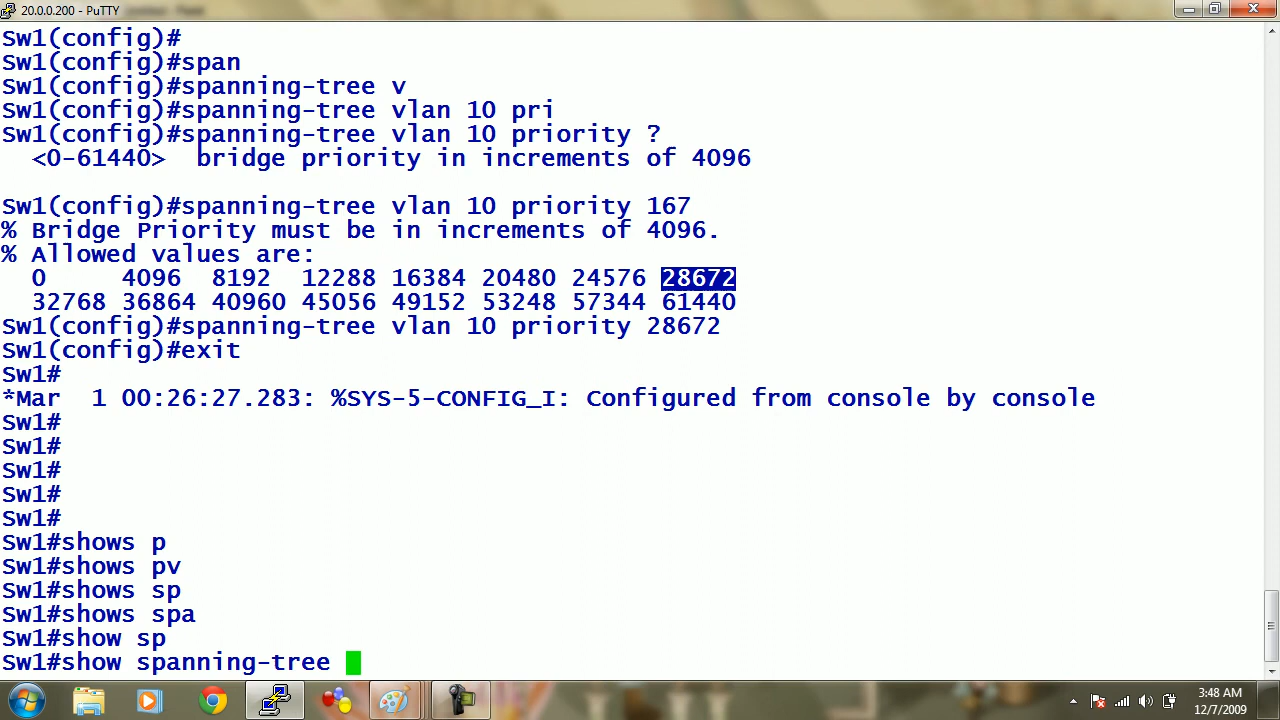 20.0.0.200 - PuTTY
Sw1(config)#
Sw1(config)#span
Sw1(config)#spanning-tree v
Sw1(config)#spanning-tree vlan 10 pri
Sw1(config)#spanning-tree vlan 10 priority ?
<0-61440> bridge priority in increments of 4096
Sw1(config)#spanning-tree vlan 10 priority 167
% Bridge Priority must be in increments of 4096.
% Allowed values are:
0 4096 8192 12288 16384 20480 24576 28672
32768 36864 40960 45056 49152 53248 57344 61440
Sw1(config)#spanning-tree vlan 10 priority 28672
Sw1(config)#exit
Sw1#
*Mar 1 00:26:27.283: %SYS-5-CONFIG_I: Configured from console by console
Sw1#
Sw1#
Sw1#
Sw1#
Sw1#
Sw1#shows p
Sw1#shows pv
Sw1#shows sp
Sw1#shows spa
Sw1#show sp
Sw1#show spanning-tree
3:48 AM
12/7/2009